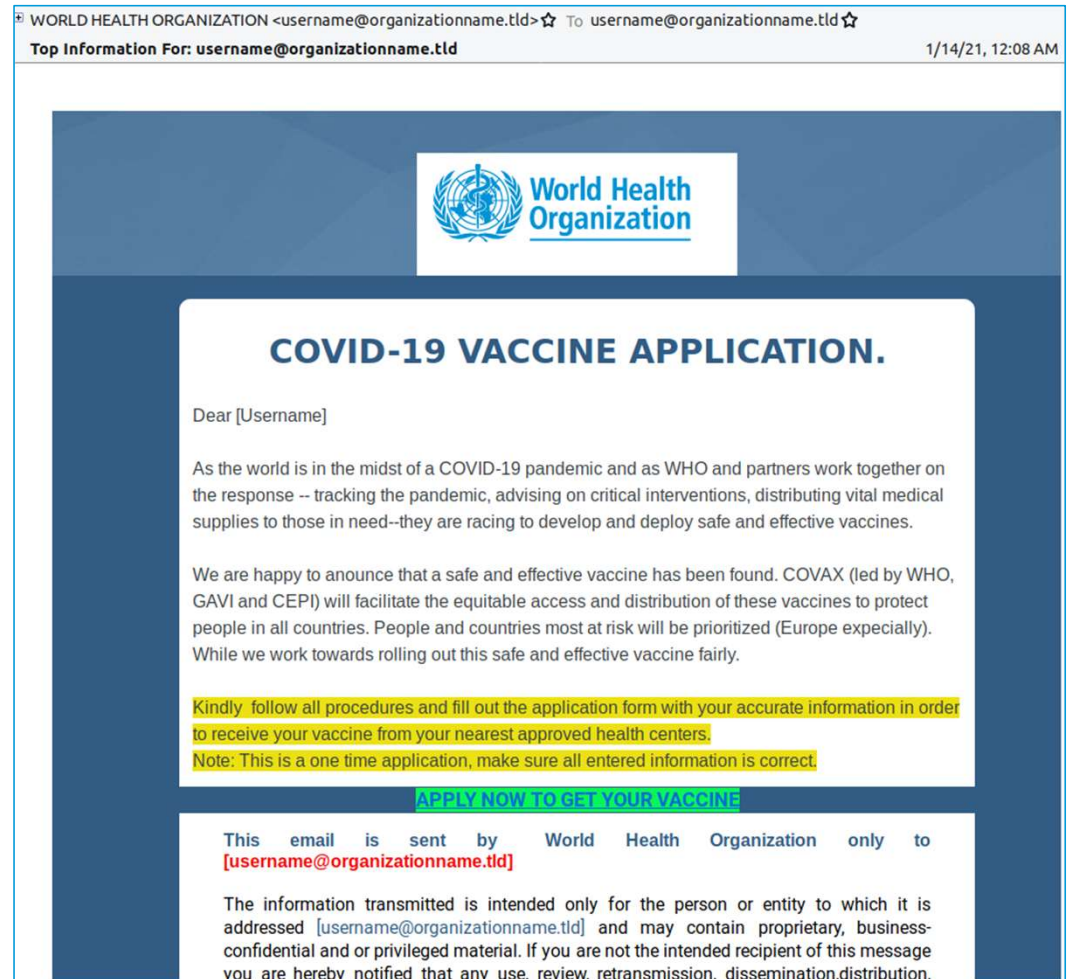 WORLD HEALTH ORGANIZATION <username@organizationname.tld> To username@organizationname.tld
Top Information For: username@organizationname.tld 1/14/21, 12:08 AM
World Health
Organization
COVID-19 VACCINE APPLICATION.
Dear [Username]
As the world is in the midst of a COVID-19 pandemic and as WHO and partners work together on
the response -- tracking the pandemic, advising on critical interventions, distributing vital medical
supplies to those in need--they are racing to develop and deploy safe and effective vaccines.
We are happy to anounce that a safe and effective vaccine has been found. COVAX (led by WHO,
GAVI and CEPI) will facilitate the equitable access and distribution of these vaccines to protect
people in all countries. People and countries most at risk will be prioritized (Europe expecially).
While we work towards rolling out this safe and effective vaccine fairly.
Kindly follow all procedures and fill out the application form with your accurate information in order
to receive your vaccine from your nearest approved health centers.
Note: This is a one time application, make sure all entered information is correct.
APPLY NOW TO GET YOUR VACCINE
This email is sent by World Health Organization only to
[username@organizationname.tld]
The information transmitted is intended only for the person or entity to which it is
addressed [username@organizationname.tld] and may contain proprietary, business-
confidential and or privileged material. If you are not the intended recipient of this message
you are hereby notified that any use, review, retransmission, dissemination,distribution,